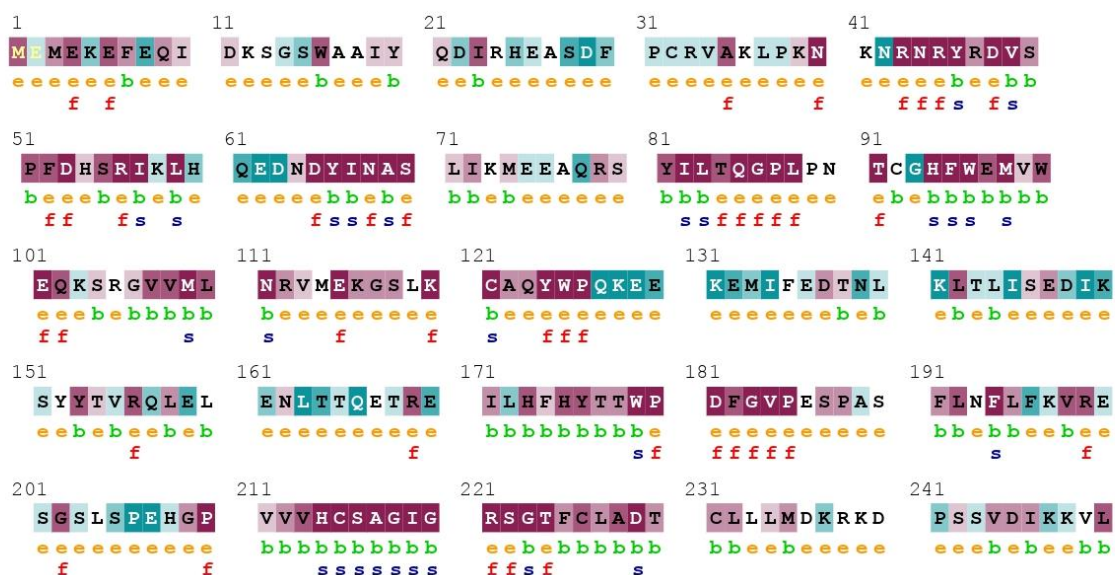 1 11 21 31 41
MEMEKEFEQI DKSGSWAAIY QDIRHEASDF PCRVAKLPKN KNRNRYRDVS
eeeeeebeee eeeeebeeeb eebeeeeeee eeeeeeeeee eeeeebeebb
f f f f fffs fs
51 61 71 81 91
PFDHSRIKLH QEDNDYINAS LIKMEEAQRS YILTQGPLPN TCGHFWEMVW
beeebebebe eeeeebbebe bbebeeeeee ebbeeeeeee ebebbbbbbb
ff fs s fssfsf ssfffff f sss s
101 111 121 131 141
EQKSRGVVML NRVMEKGSLK CAQYWPQKEE KEMIFEDTNL KLTLISEDIK
eeebebbbbb beeeeeeeee beeeeeeeee eeeeeeebeb ebebeeeeee
ff s s f f s fff
151 161 171 181 191
SYYTVRQLEL ENLTTQETRE ILHFHYTTWP DFGVPESPAS FLNFLFKVRE
eebebeebeb eeeeeeeeee bbbbbbbbbe eeeeeeeeee bbebbeebee
f f sf fffff s f
201 211 221 231 241
SGSLSPEHGP VVVHCSAGIG RSGTFCLADT CLLLMDKRKD PSSVDIKKVL
eeeeeeeeee bbbbbbbbbb eebebbbbbb bbeebeeeee eeebebeebb
f f sssssss ffsf s